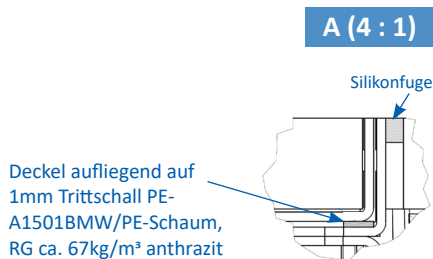 A (4 : 1)
Silikonfuge
Deckel aufliegend auf
1mm Trittschall PE-
A1501BMW/PE-Schaum,
RG ca. 67kg/m³ anthrazit